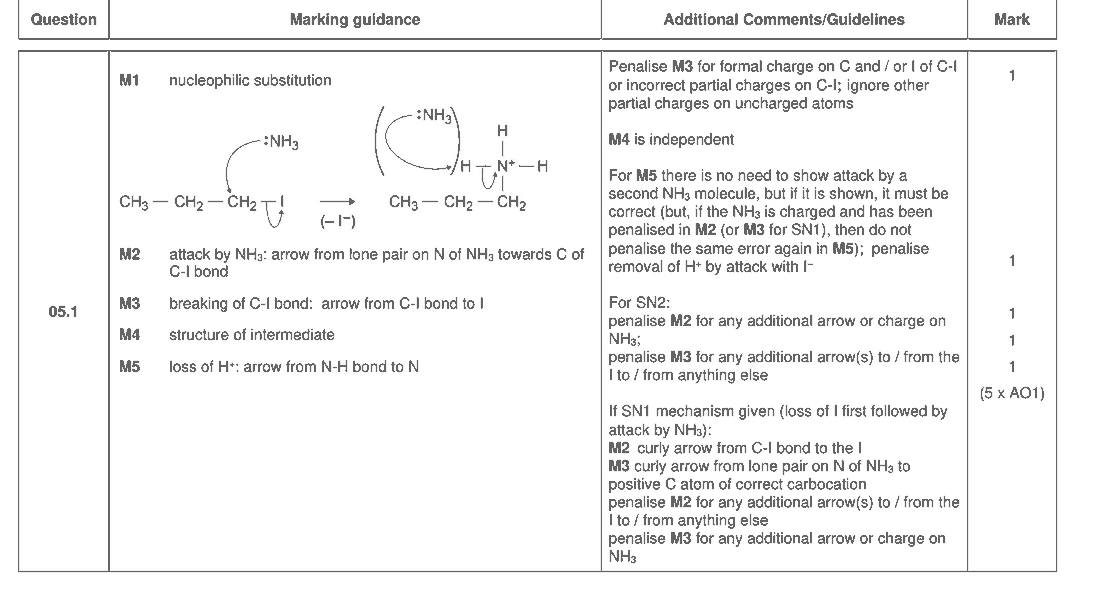 Question
Marking guidance
Additional Comments/Guidelines
Mark
05.1
M1 nucleophilic substitution
:NH₃
CH₃ — CH₂ — CH₂ — I
(– I⁻)
:NH₃
H
H — N⁺ — H
CH₃ — CH₂ — CH₂
M2 attack by NH₃: arrow from lone pair on N of NH₃ towards C of
C-I bond
M3 breaking of C-I bond: arrow from C-I bond to I
M4 structure of intermediate
M5 loss of H⁺: arrow from N-H bond to N
Penalise M3 for formal charge on C and / or I of C-I
or incorrect partial charges on C-I; ignore other
partial charges on uncharged atoms
M4 is independent
For M5 there is no need to show attack by a
second NH₃ molecule, but if it is shown, it must be
correct (but, if the NH₃ is charged and has been
penalised in M2 (or M3 for SN1), then do not
penalise the same error again in M5); penalise
removal of H⁺ by attack with I⁻
For SN2:
penalise M2 for any additional arrow or charge on
NH₃;
penalise M3 for any additional arrow(s) to / from the
I to / from anything else
If SN1 mechanism given (loss of I first followed by
attack by NH₃):
M2 curly arrow from C-I bond to the I
M3 curly arrow from lone pair on N of NH₃ to
positive C atom of correct carbocation
penalise M2 for any additional arrow(s) to / from the
I to / from anything else
penalise M3 for any additional arrow or charge on
NH₃
1
1
1
1
1
(5 x AO1)